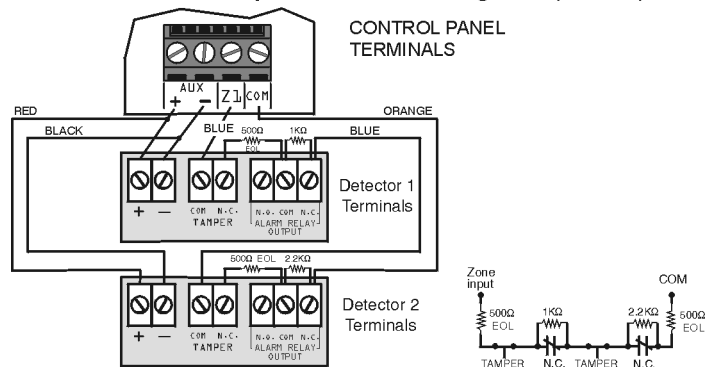 CONTROL PANEL
TERMINALS
AUX
+ − Z1 COM
RED
ORANGE
BLACK
BLUE
500Ω
EOL
1KΩ
BLUE
Detector 1
Terminals
+ − COM N.C. N.O. COM N.C.
TAMPER
ALARM RELAY
OUTPUT
500Ω EOL 2.2KΩ
Detector 2
Terminals
+ − COM N.C. N.O. COM N.C.
TAMPER
ALARM RELAY
OUTPUT
Zone
input
COM
500Ω
EOL
1KΩ
2.2KΩ
500Ω
EOL
TAMPER N.C. TAMPER N.C.